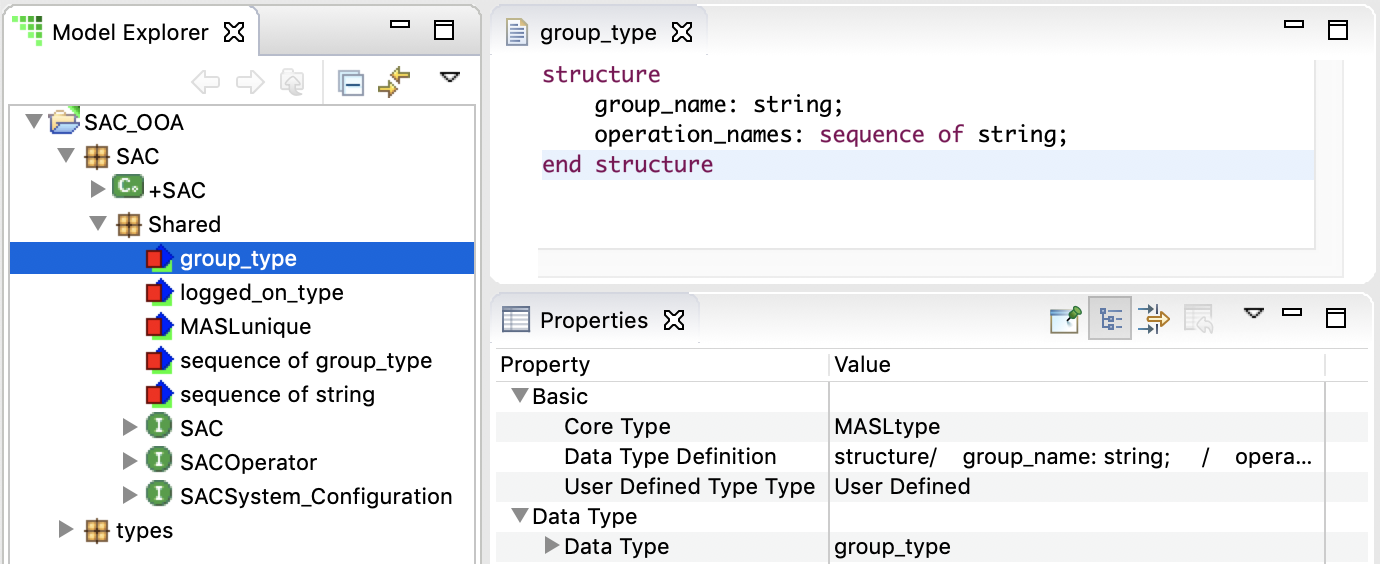 Model Explorer
SAC_OOA
SAC
+SAC
Shared
group_type
logged_on_type
MASLunique
sequence of group_type
sequence of string
SAC
SACOperator
SACSystem_Configuration
types
group_type
structure
group_name: string;
operation_names: sequence of string;
end structure
Properties
Property Value
Basic
Core Type MASLtype
Data Type Definition structure/ group_name: string; / opera...
User Defined Type Type User Defined
Data Type
Data Type group_type